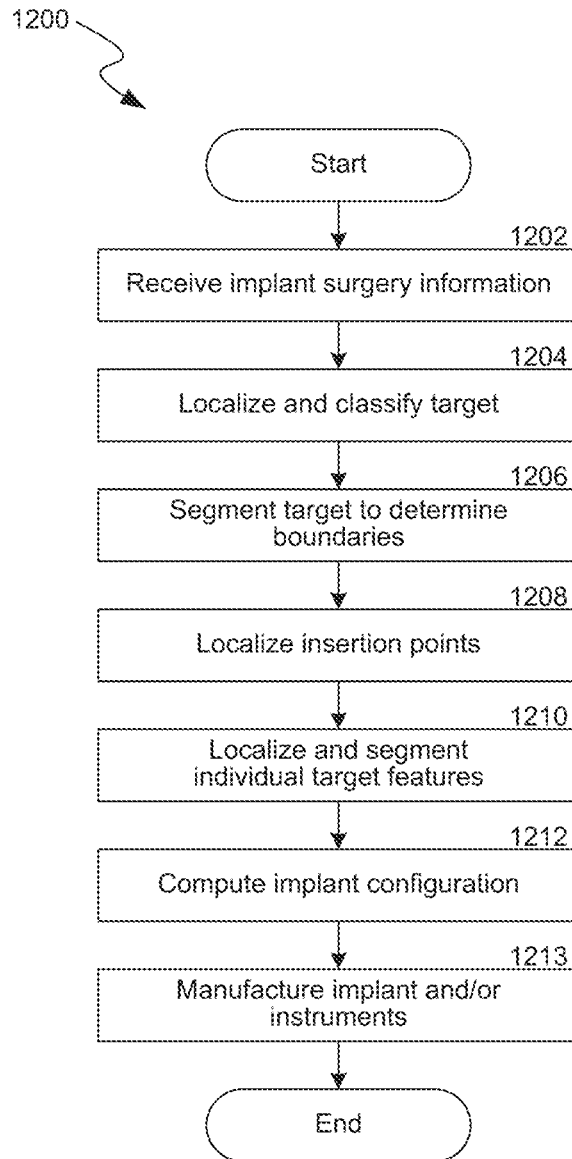 1200
Start
1202
Receive implant surgery information
1204
Localize and classify target
1206
Segment target to determine
boundaries
1208
Localize insertion points
1210
Localize and segment
individual target features
1212
Compute implant configuration
1213
Manufacture implant and/or
instruments
End